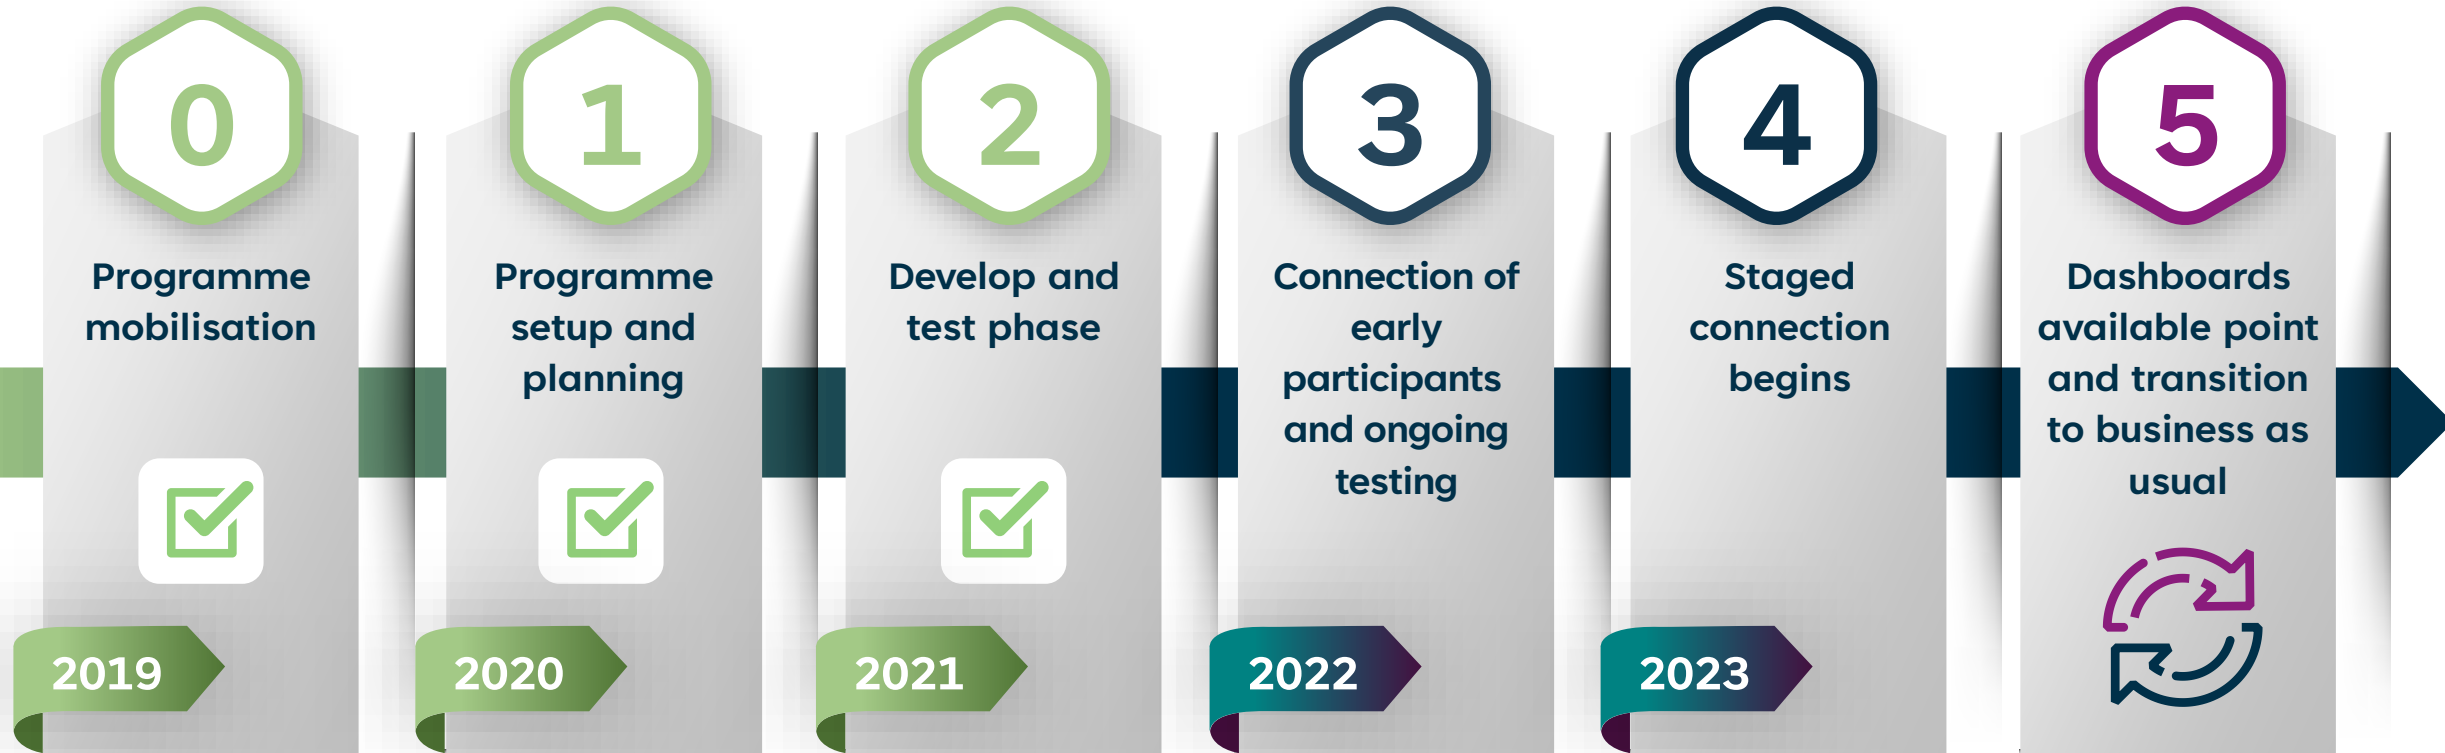 0
Programme
mobilisation
2019
1
Programme
setup and
planning
2020
2
Develop and
test phase
2021
3
Connection of
early
participants
and ongoing
testing
2022
4
Staged
connection
begins
2023
5
Dashboards
available point
and transition
to business as
usual